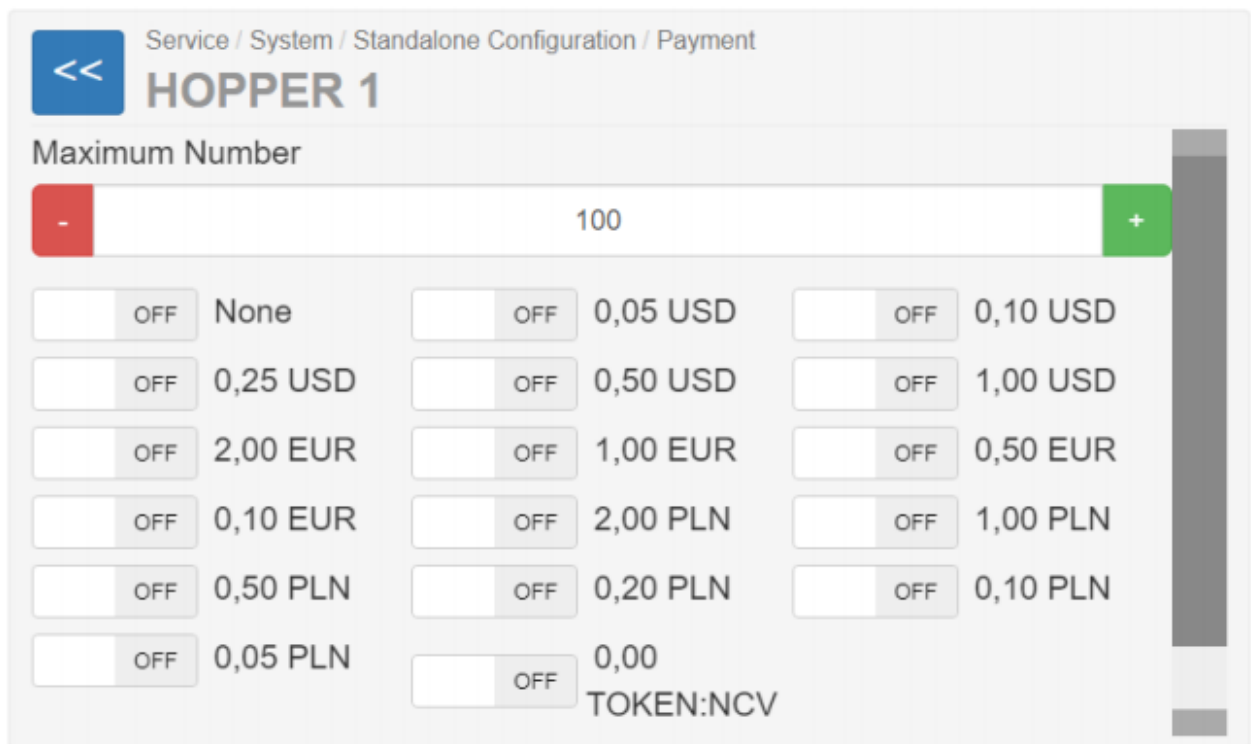 << Service / System / Standalone Configuration / Payment
HOPPER 1
Maximum Number
- 100 +
OFF None OFF 0,05 USD OFF 0,10 USD
OFF 0,25 USD OFF 0,50 USD OFF 1,00 USD
OFF 2,00 EUR OFF 1,00 EUR OFF 0,50 EUR
OFF 0,10 EUR OFF 2,00 PLN OFF 1,00 PLN
OFF 0,50 PLN OFF 0,20 PLN OFF 0,10 PLN
OFF 0,05 PLN OFF 0,00
TOKEN:NCV